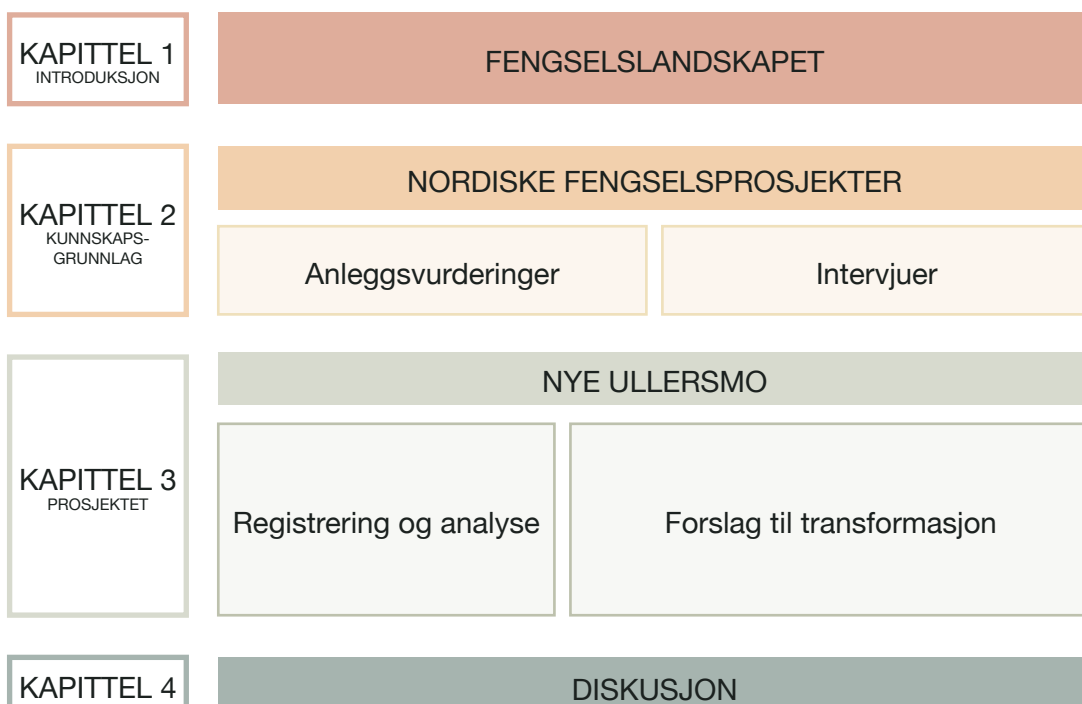 KAPITTEL 1
INTRODUKSJON
FENGSELSLANDSKAPET
KAPITTEL 2
KUNNSKAPS-
GRUNNLAG
NORDISKE FENGSELSPROSJEKTER
Anleggsvurderinger
Intervjuer
KAPITTEL 3
PROSJEKTET
NYE ULLERSMO
Registrering og analyse
Forslag til transformasjon
KAPITTEL 4
DISKUSJON